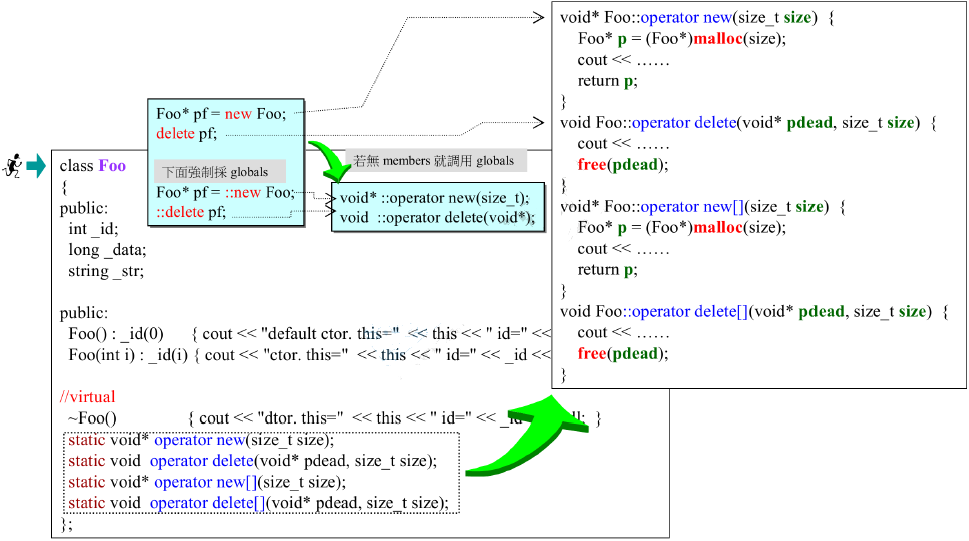 Foo* pf = new Foo;
delete pf;
下面強制採 globals
Foo* pf = ::new Foo;
::delete pf;
若無 members 就調用 globals
void* ::operator new(size_t);
void ::operator delete(void*);
class Foo
{
public:
int _id;
long _data;
string _str;
public:
Foo() : _id(0) { cout << "default ctor. this=" << this << " id=" <<
Foo(int i) : _id(i) { cout << "ctor. this=" << this << " id=" << _id <<
//virtual
~Foo() { cout << "dtor. this=" << this << " id=" << _id }
static void* operator new(size_t size);
static void operator delete(void* pdead, size_t size);
static void* operator new[](size_t size);
static void operator delete[](void* pdead, size_t size);
};
void* Foo::operator new(size_t size) {
Foo* p = (Foo*)malloc(size);
cout << ……
return p;
}
void Foo::operator delete(void* pdead, size_t size) {
cout << ……
free(pdead);
}
void* Foo::operator new[](size_t size) {
Foo* p = (Foo*)malloc(size);
cout << ……
return p;
}
void Foo::operator delete[](void* pdead, size_t size) {
cout << ……
free(pdead);
}